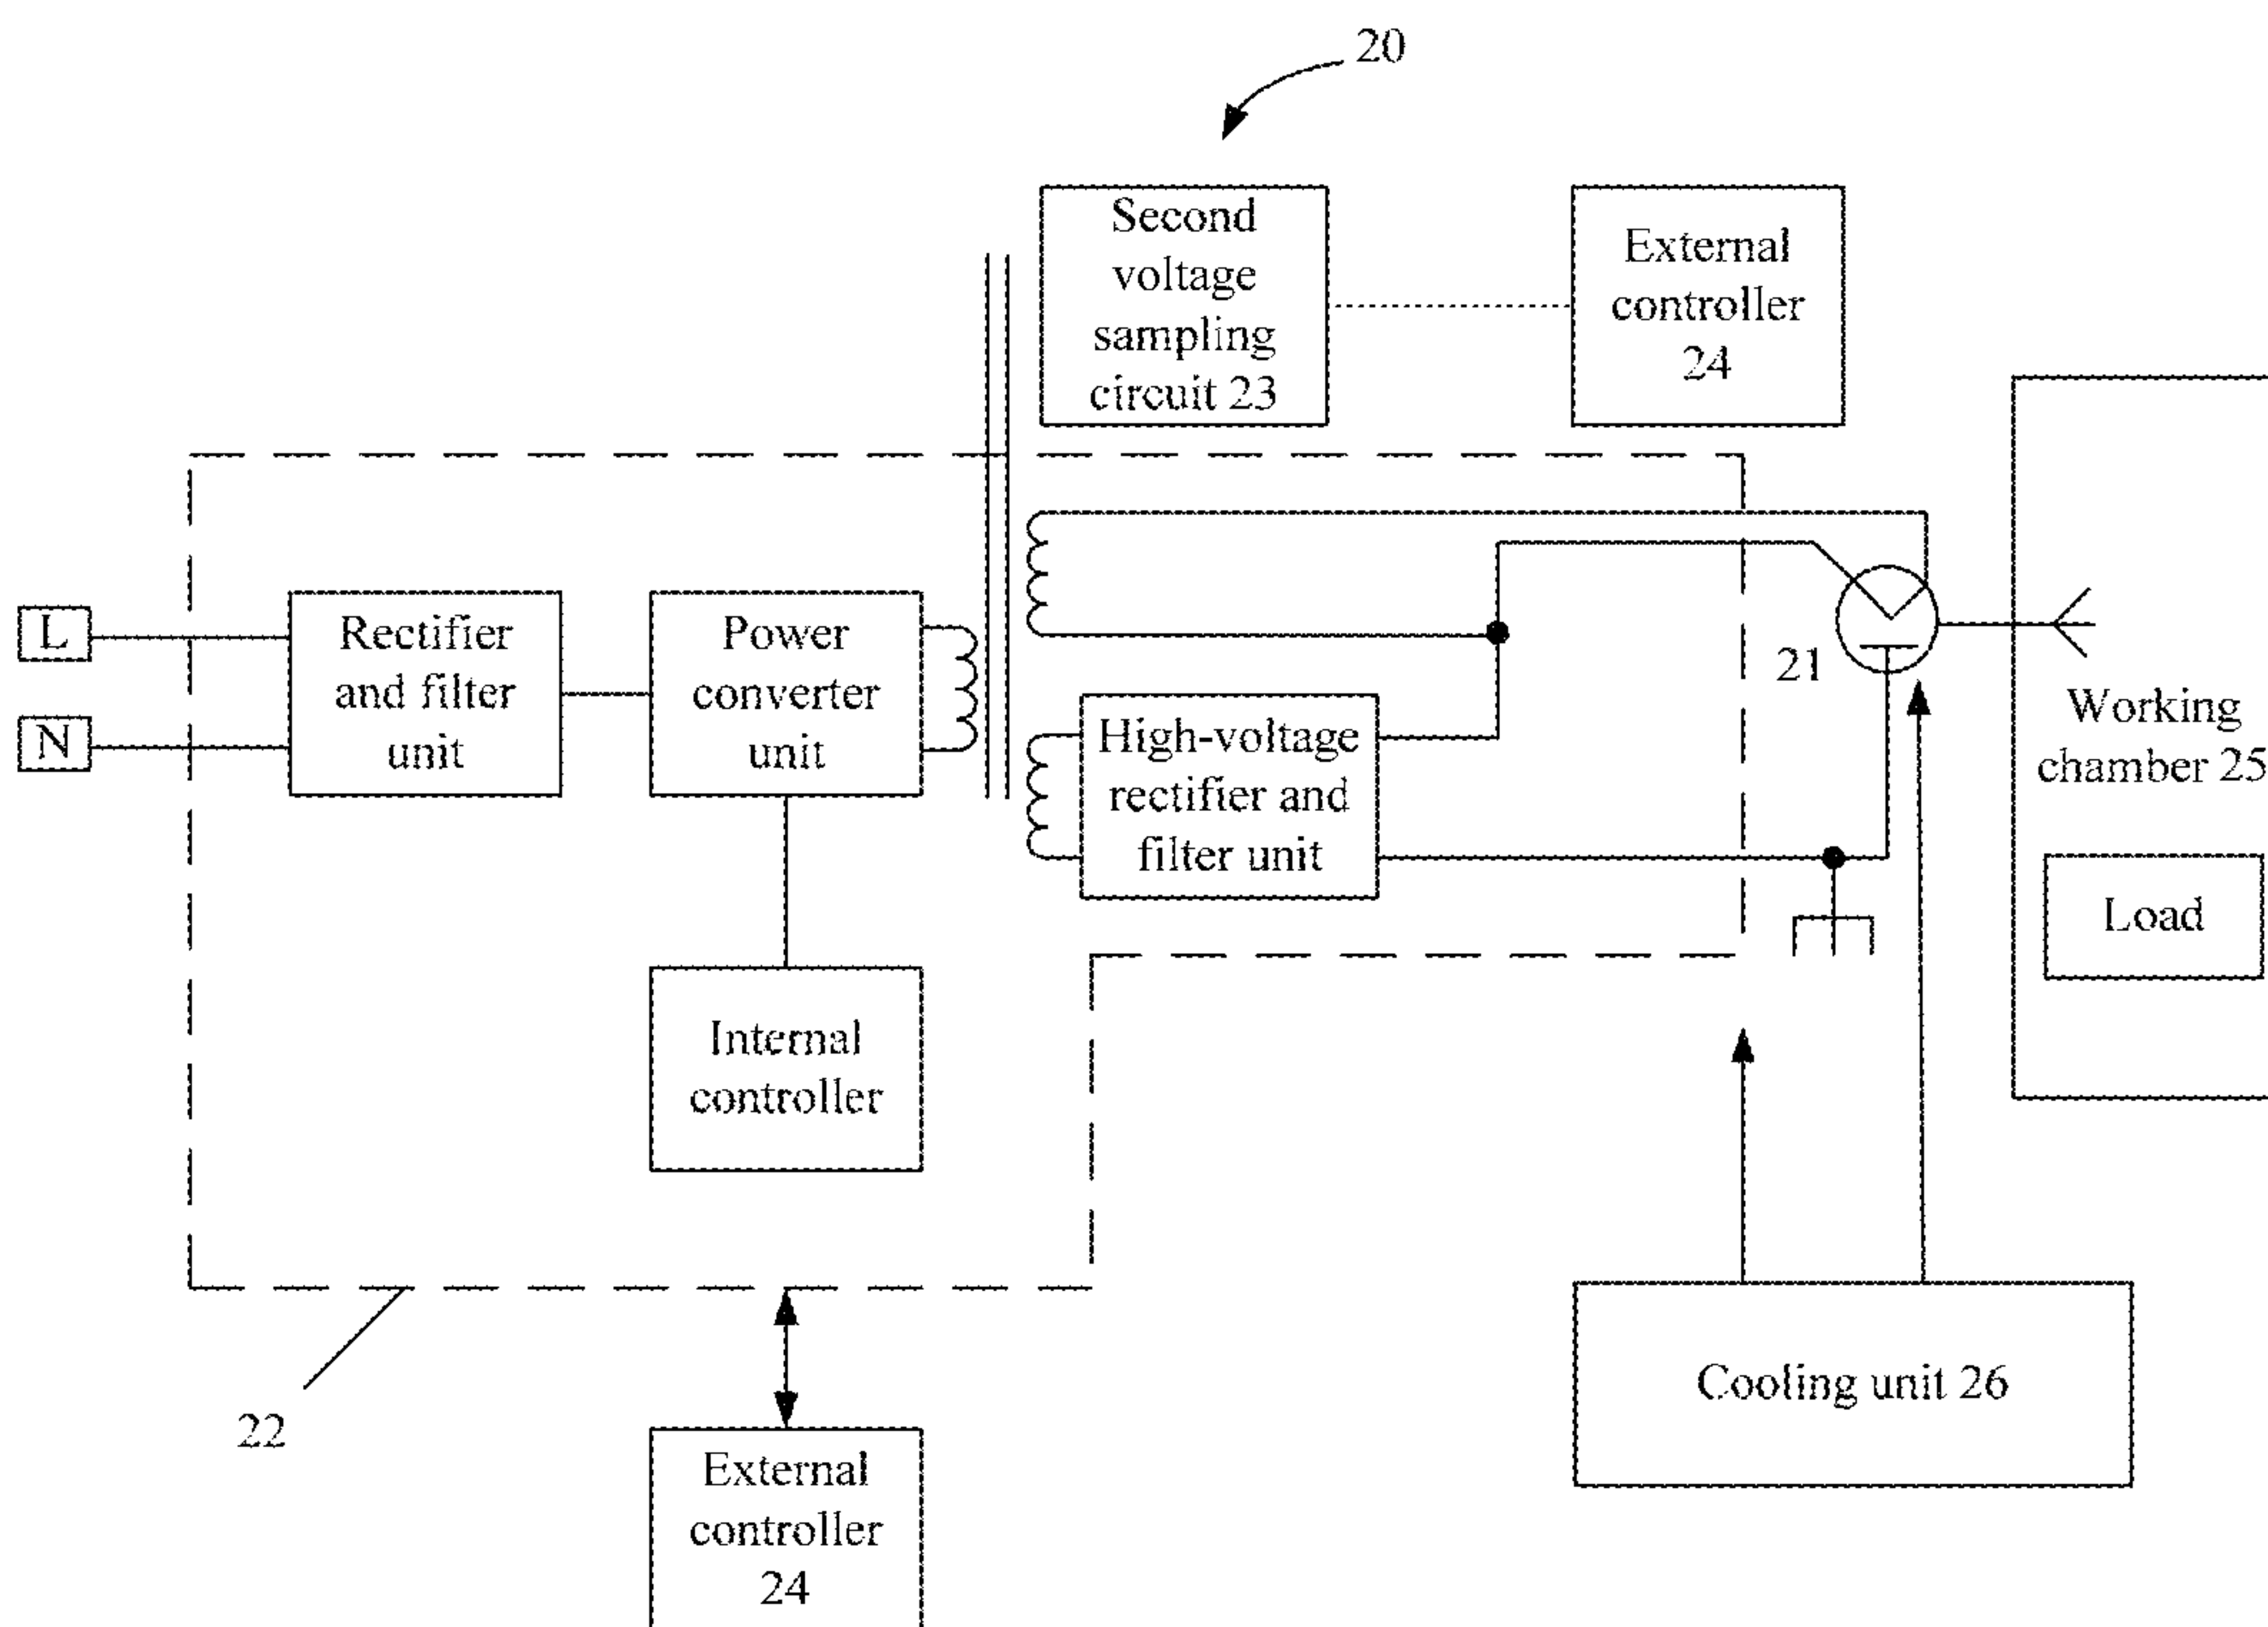 20
Second
voltage
sampling
circuit 23
External
controller
24
L
N
Rectifier
and filter
unit
Power
converter
unit
High-voltage
rectifier and
filter unit
21
Working
chamber 25
Load
Internal
controller
Cooling unit 26
22
External
controller
24